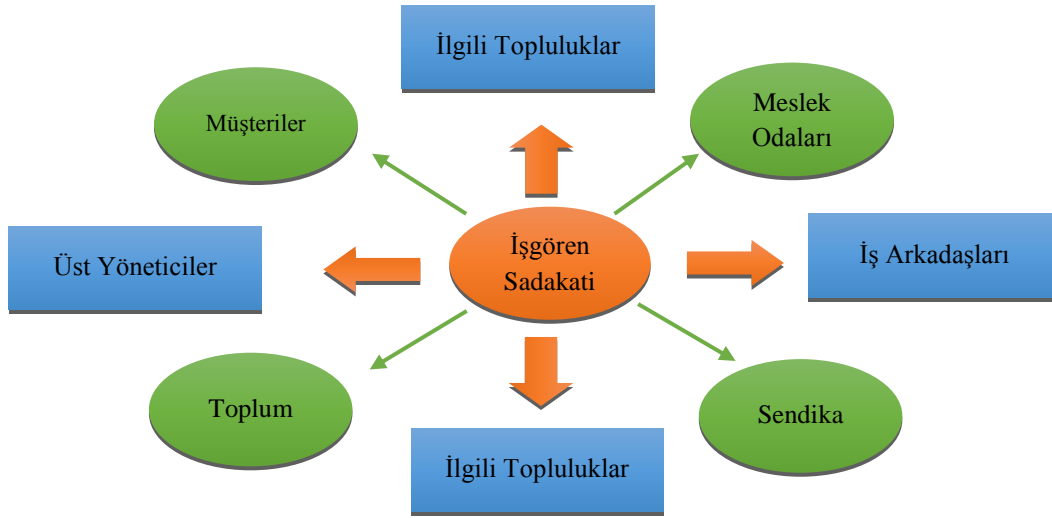 İlgili Topluluklar
Müşteriler
Meslek
Odaları
Üst Yöneticiler
İşgören
Sadakati
İş Arkadaşları
Toplum
Sendika
İlgili Topluluklar